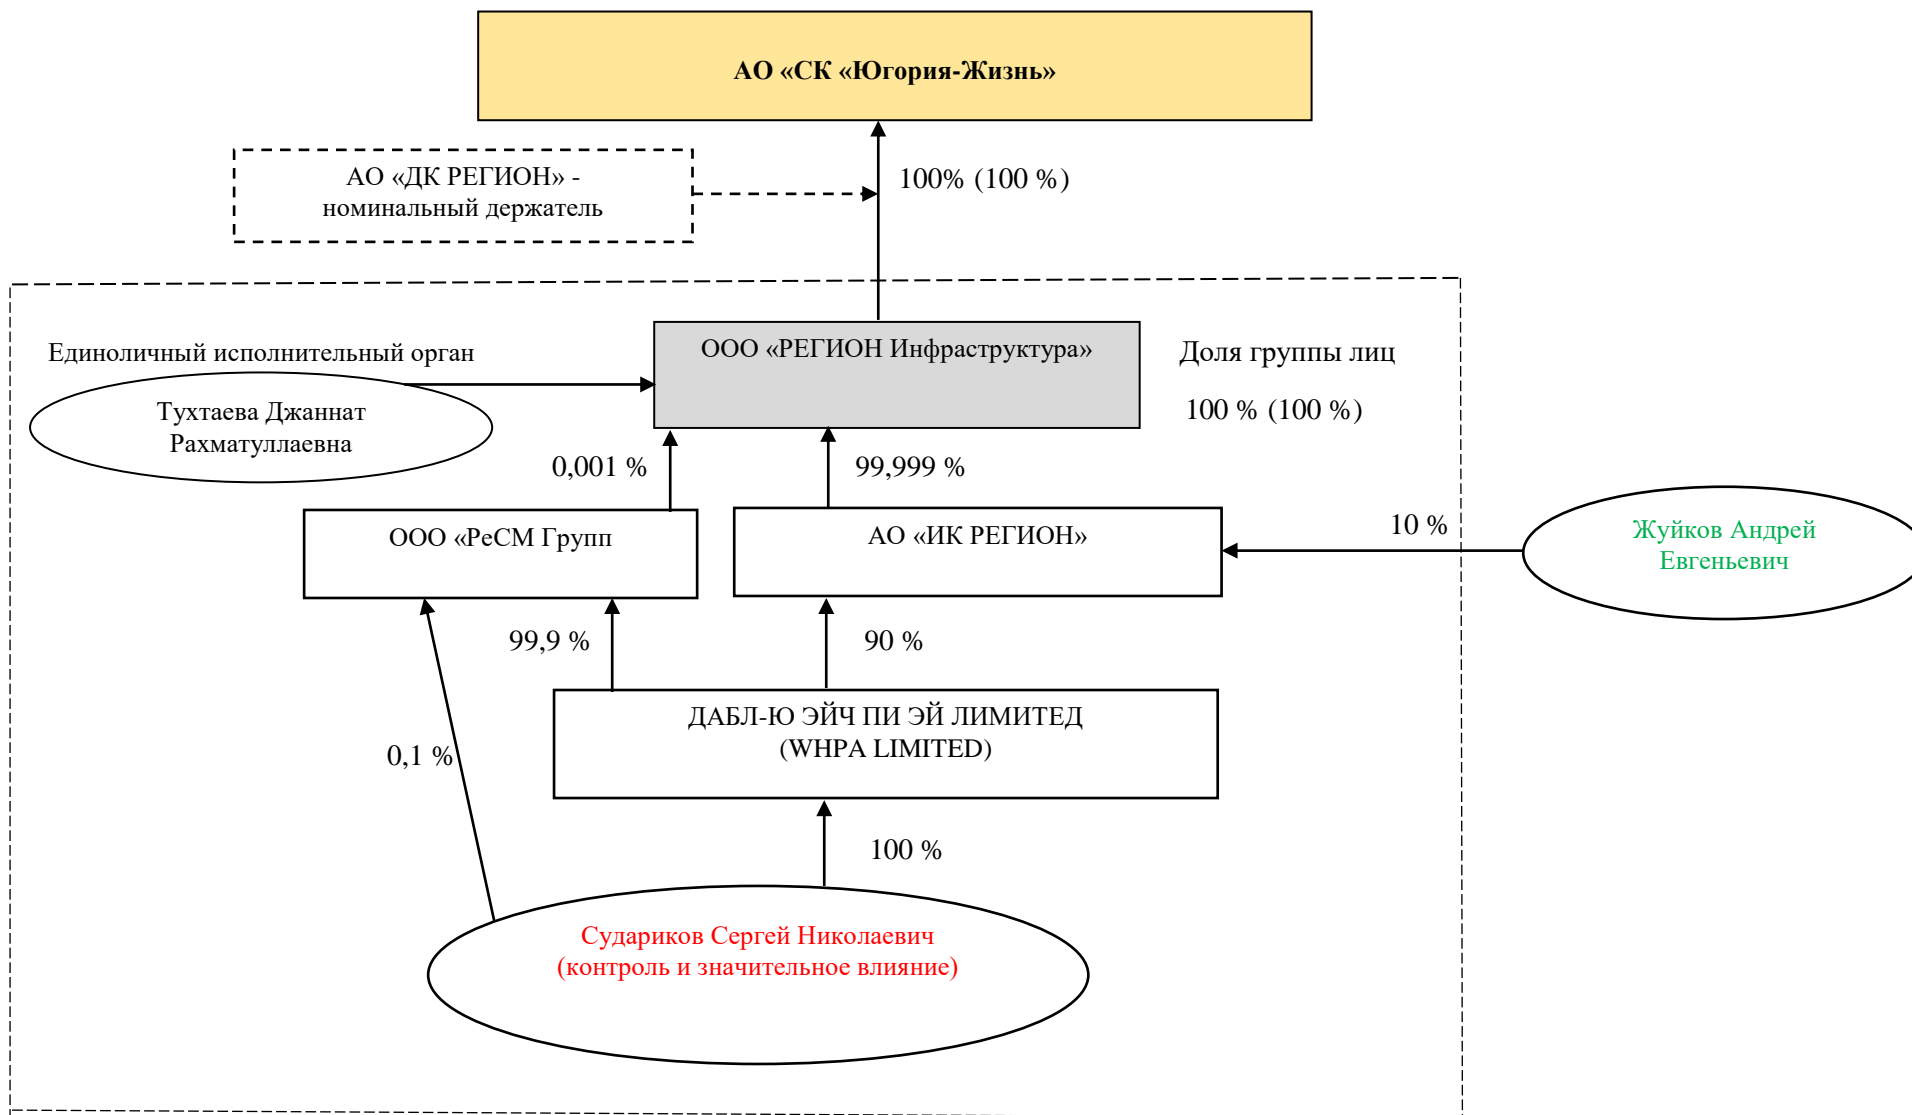 АО «СК «Югория-Жизнь»
АО «ДК РЕГИОН» -
номинальный держатель
100% (100 %)
Единоличный исполнительный орган
ООО «РЕГИОН Инфраструктура»
Доля группы лиц
100 % (100 %)
Тухтаева Джаннат
Рахматуллаевна
0,001 %
99,999 %
ООО «РеСМ Групп
АО «ИК РЕГИОН»
10 %
Жуйков Андрей
Евгеньевич
99,9 %
90 %
ДАБЛ-Ю ЭЙЧ ПИ ЭЙ ЛИМИТЕД
(WHPA LIMITED)
0,1 %
100 %
Судариков Сергей Николаевич
(контроль и значительное влияние)